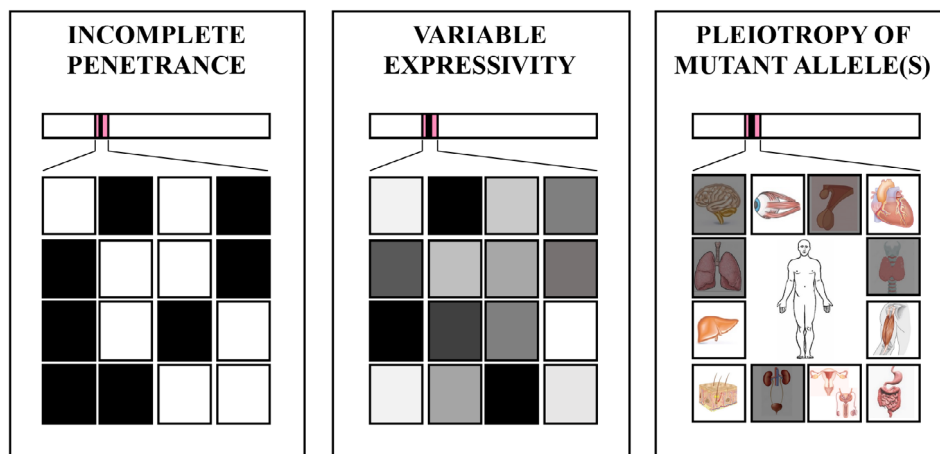 INCOMPLETE
PENETRANCE
VARIABLE
EXPRESSIVITY
PLEIOTROPY OF
MUTANT ALLELE(S)